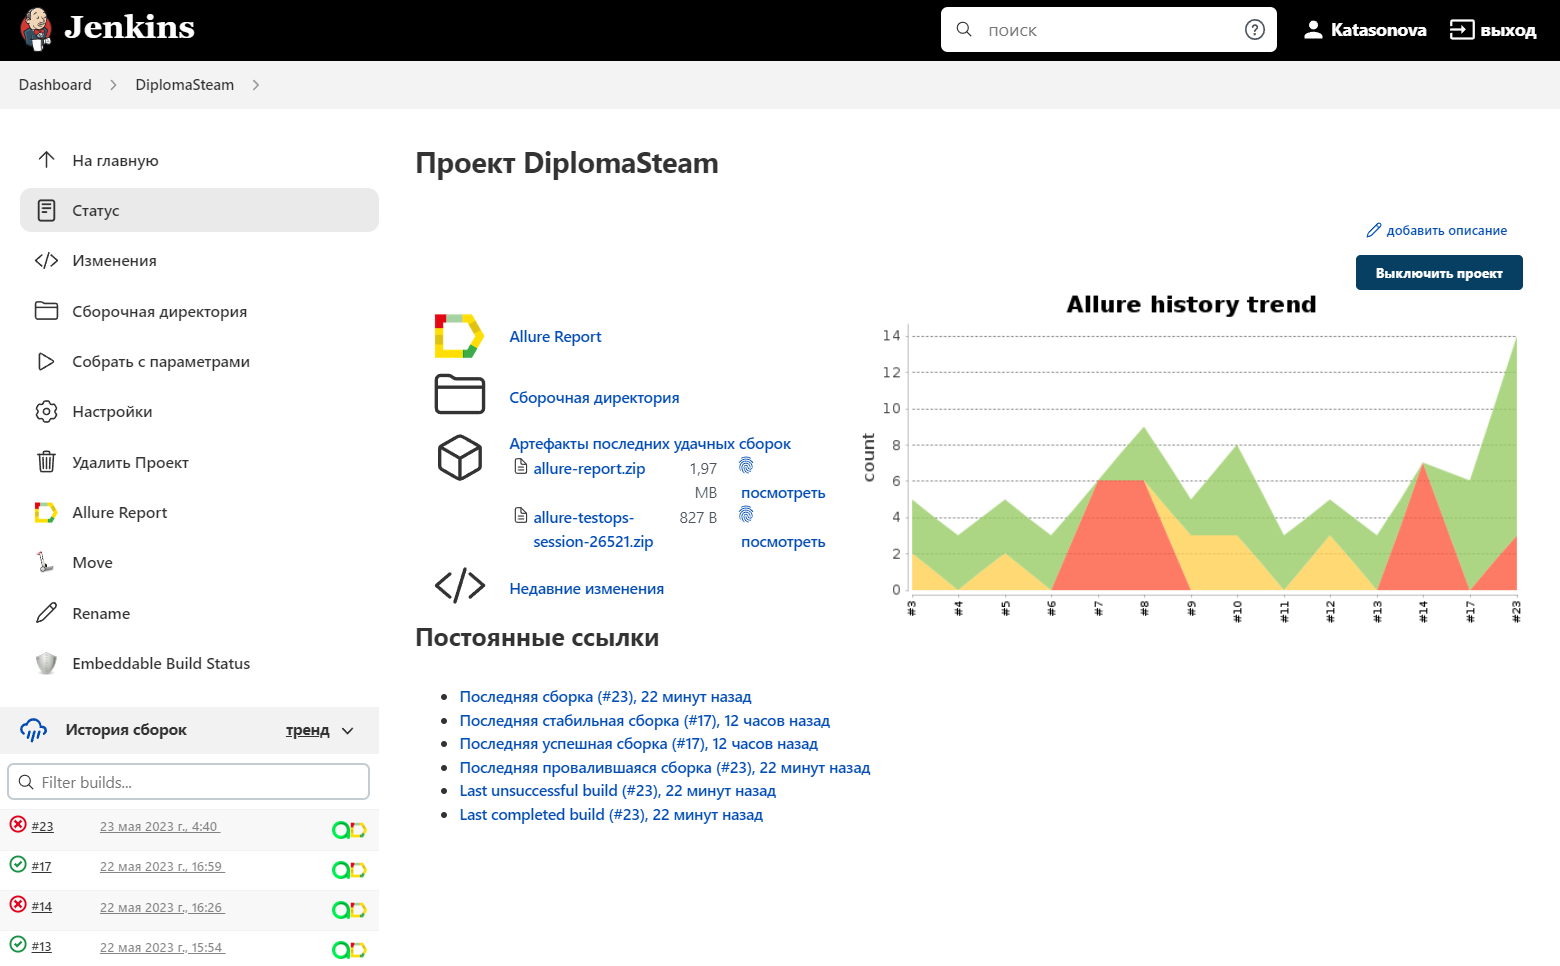 Jenkins
поиск
Katasonova
выход
Dashboard
DiplomaSteam
На главную
Статус
Изменения
Сборочная директория
Собрать с параметрами
Настройки
Удалить Проект
Allure Report
Move
Rename
Embeddable Build Status
История сборок
тренд
Filter builds...
#23 23 мая 2023 г., 4:40
#17 22 мая 2023 г., 16:59
#14 22 мая 2023 г., 16:26
#13 22 мая 2023 г., 15:54
Проект DiplomaSteam
добавить описание
Выключить проект
Allure Report
Сборочная директория
Артефакты последних удачных сборок
allure-report.zip 1,97
MB посмотреть
allure-testops- 827 B
session-26521.zip посмотреть
Недавние изменения
Allure history trend
count
14
12
10
8
6
4
2
0
#3 #4 #5 #6 #7 #8 #9 #10 #11 #12 #13 #14 #17 #23
Постоянные ссылки
Последняя сборка (#23), 22 минут назад
Последняя стабильная сборка (#17), 12 часов назад
Последняя успешная сборка (#17), 12 часов назад
Последняя провалившаяся сборка (#23), 22 минут назад
Last unsuccessful build (#23), 22 минут назад
Last completed build (#23), 22 минут назад